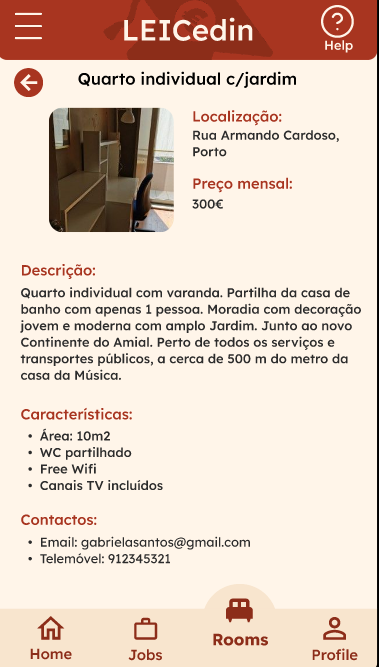 LEICedin
Help
Quarto individual c/jardim
Localização:
Rua Armando Cardoso,
Porto
Preço mensal:
300€
Descrição:
Quarto individual com varanda. Partilha da casa de
banho com apenas 1 pessoa. Moradia com decoração
jovem e moderna com amplo Jardim. Junto ao novo
Continente do Amial. Perto de todos os serviços e
transportes públicos, a cerca de 500 m do metro da
casa da Música.
Características:
• Área: 10m2
• WC partilhado
• Free Wifi
• Canais TV incluídos
Contactos:
• Email: gabrielasantos@gmail.com
• Telemóvel: 912345321
Home
Jobs
Rooms
Profile